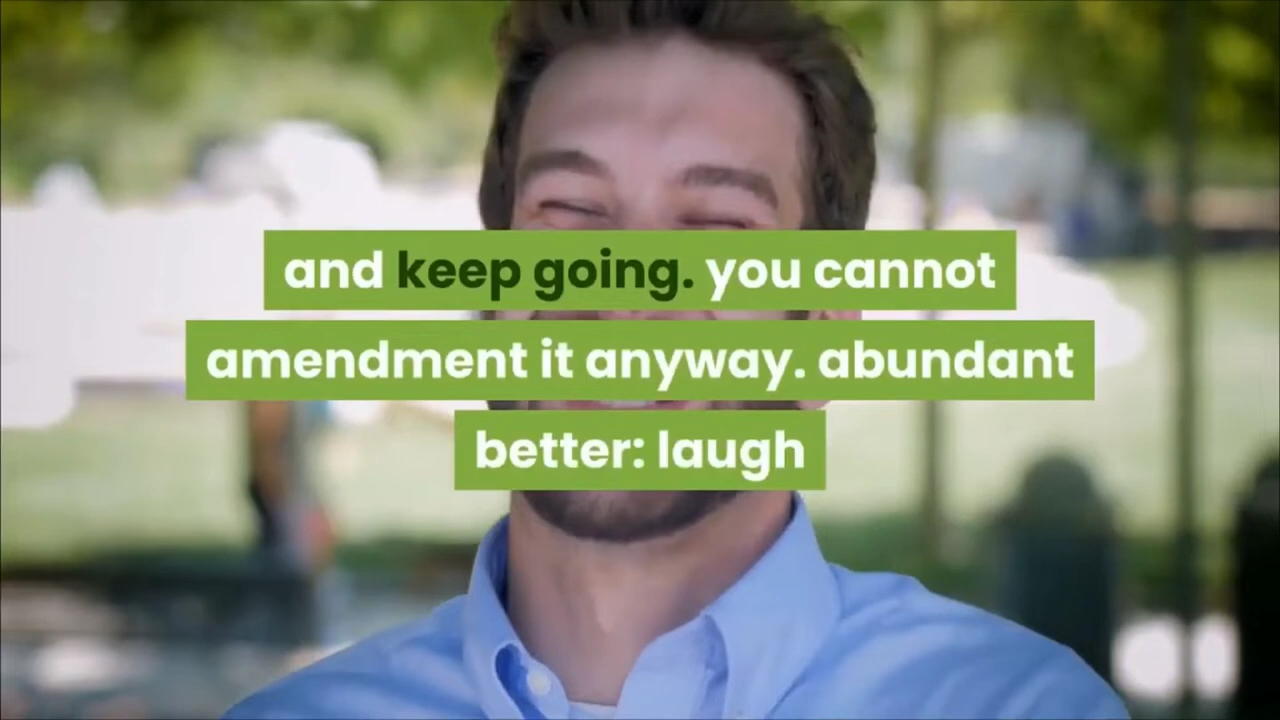 and keep going. you cannot
amendment it anyway. abundant
better: laugh